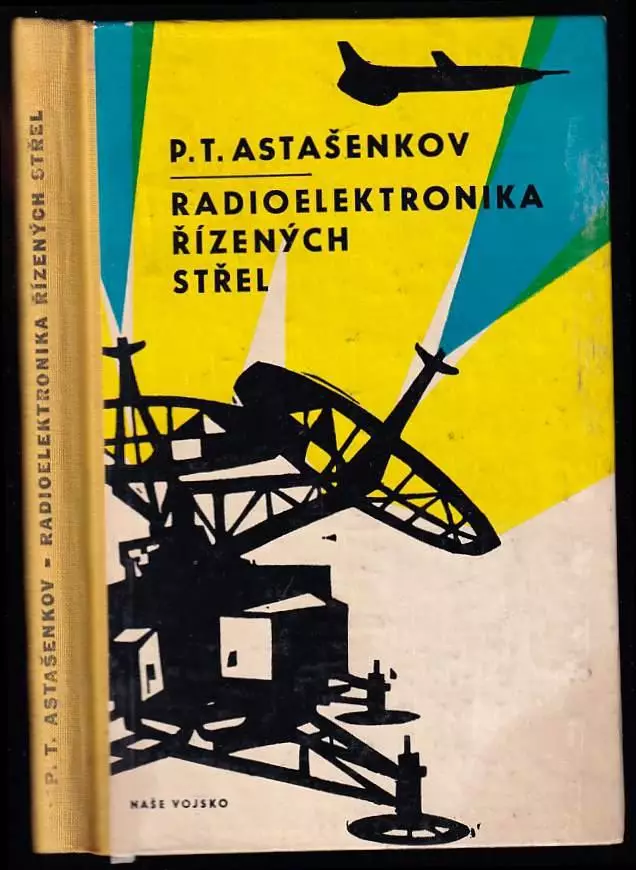 P. T. ASTAŠENKOV - RADIOELEKTRONIKA ŘÍZENÝCH STŘEL
P.T. ASTAŠENKOV
RADIOELEKTRONIKA
ŘÍZENÝCH
STŘEL
NAŠE VOJSKO